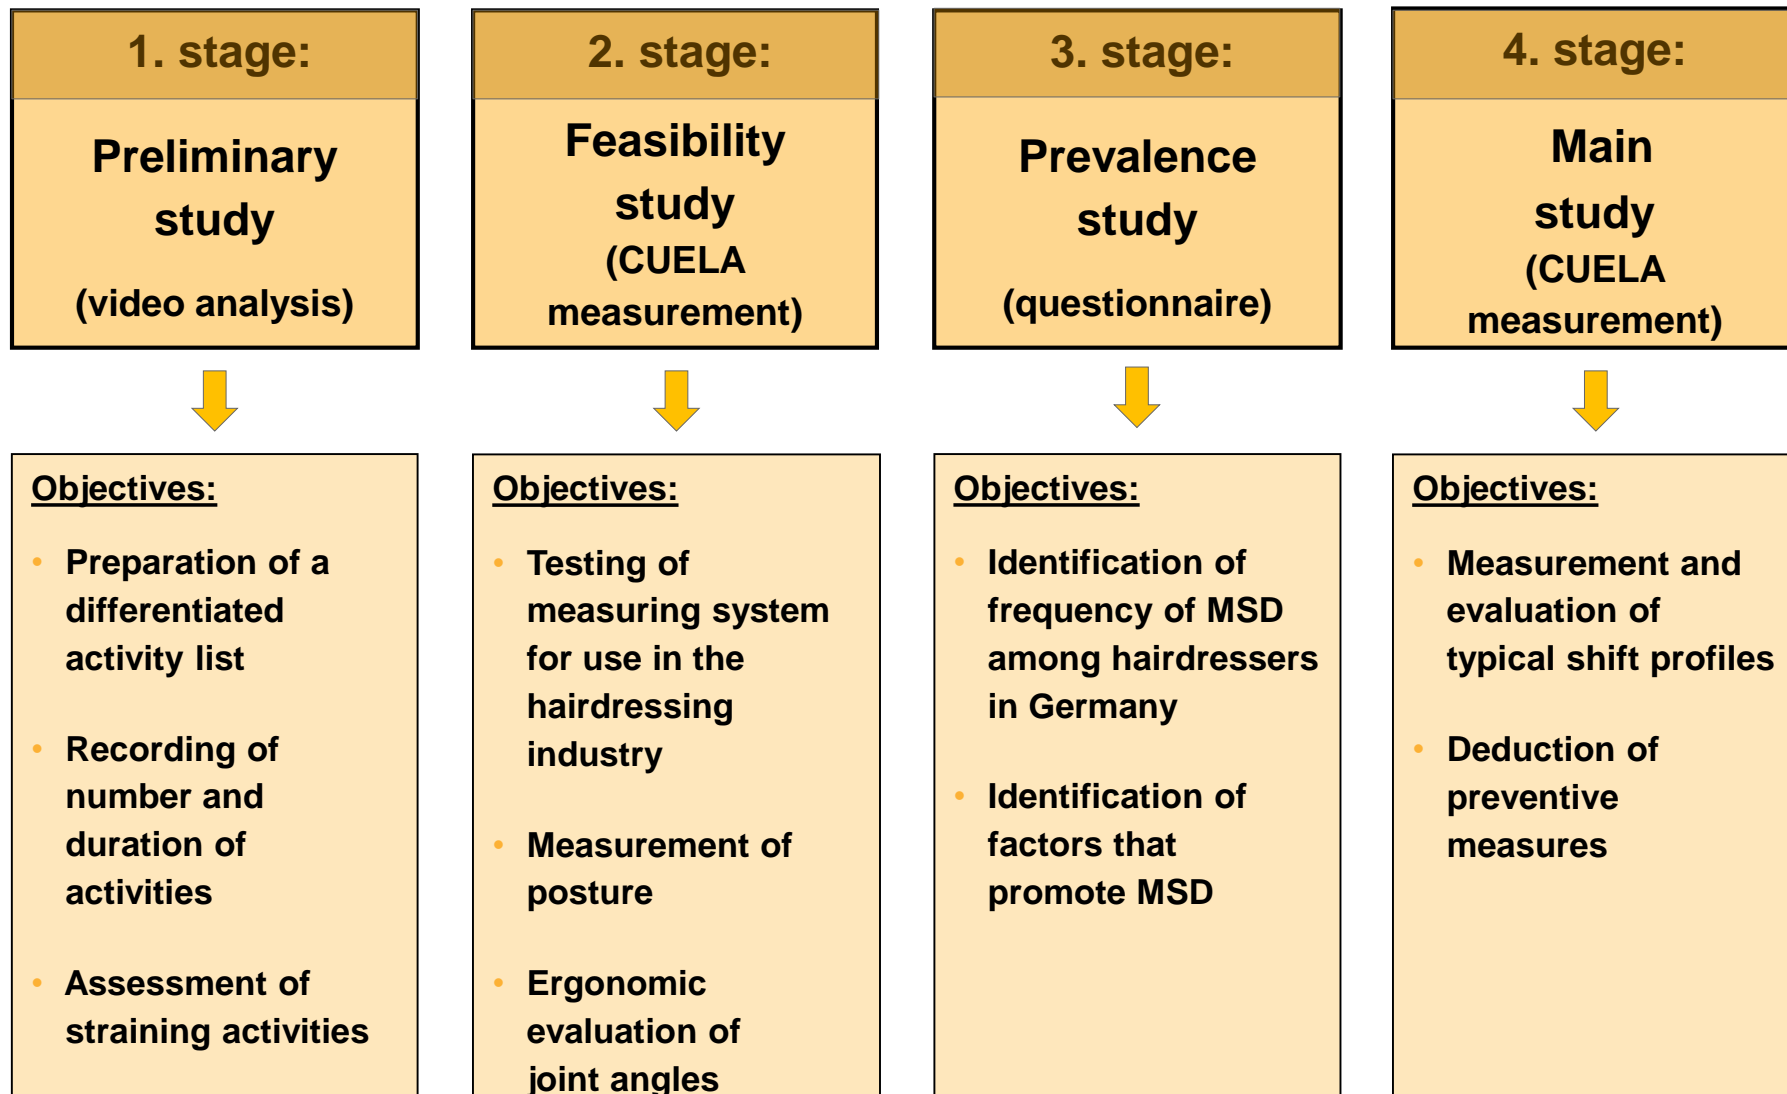 1. stage:
Preliminary
study
(video analysis)
Objectives:
• Preparation of a
differentiated
activity list
• Recording of
number and
duration of
activities
• Assessment of
straining activities
2. stage:
Feasibility
study
(CUELA
measurement)
Objectives:
• Testing of
measuring system
for use in the
hairdressing
industry
• Measurement of
posture
• Ergonomic
evaluation of
joint angles
3. stage:
Prevalence
study
(questionnaire)
Objectives:
• Identification of
frequency of MSD
among hairdressers
in Germany
• Identification of
factors that
promote MSD
4. stage:
Main
study
(CUELA
measurement)
Objectives:
• Measurement and
evaluation of
typical shift profiles
• Deduction of
preventive
measures